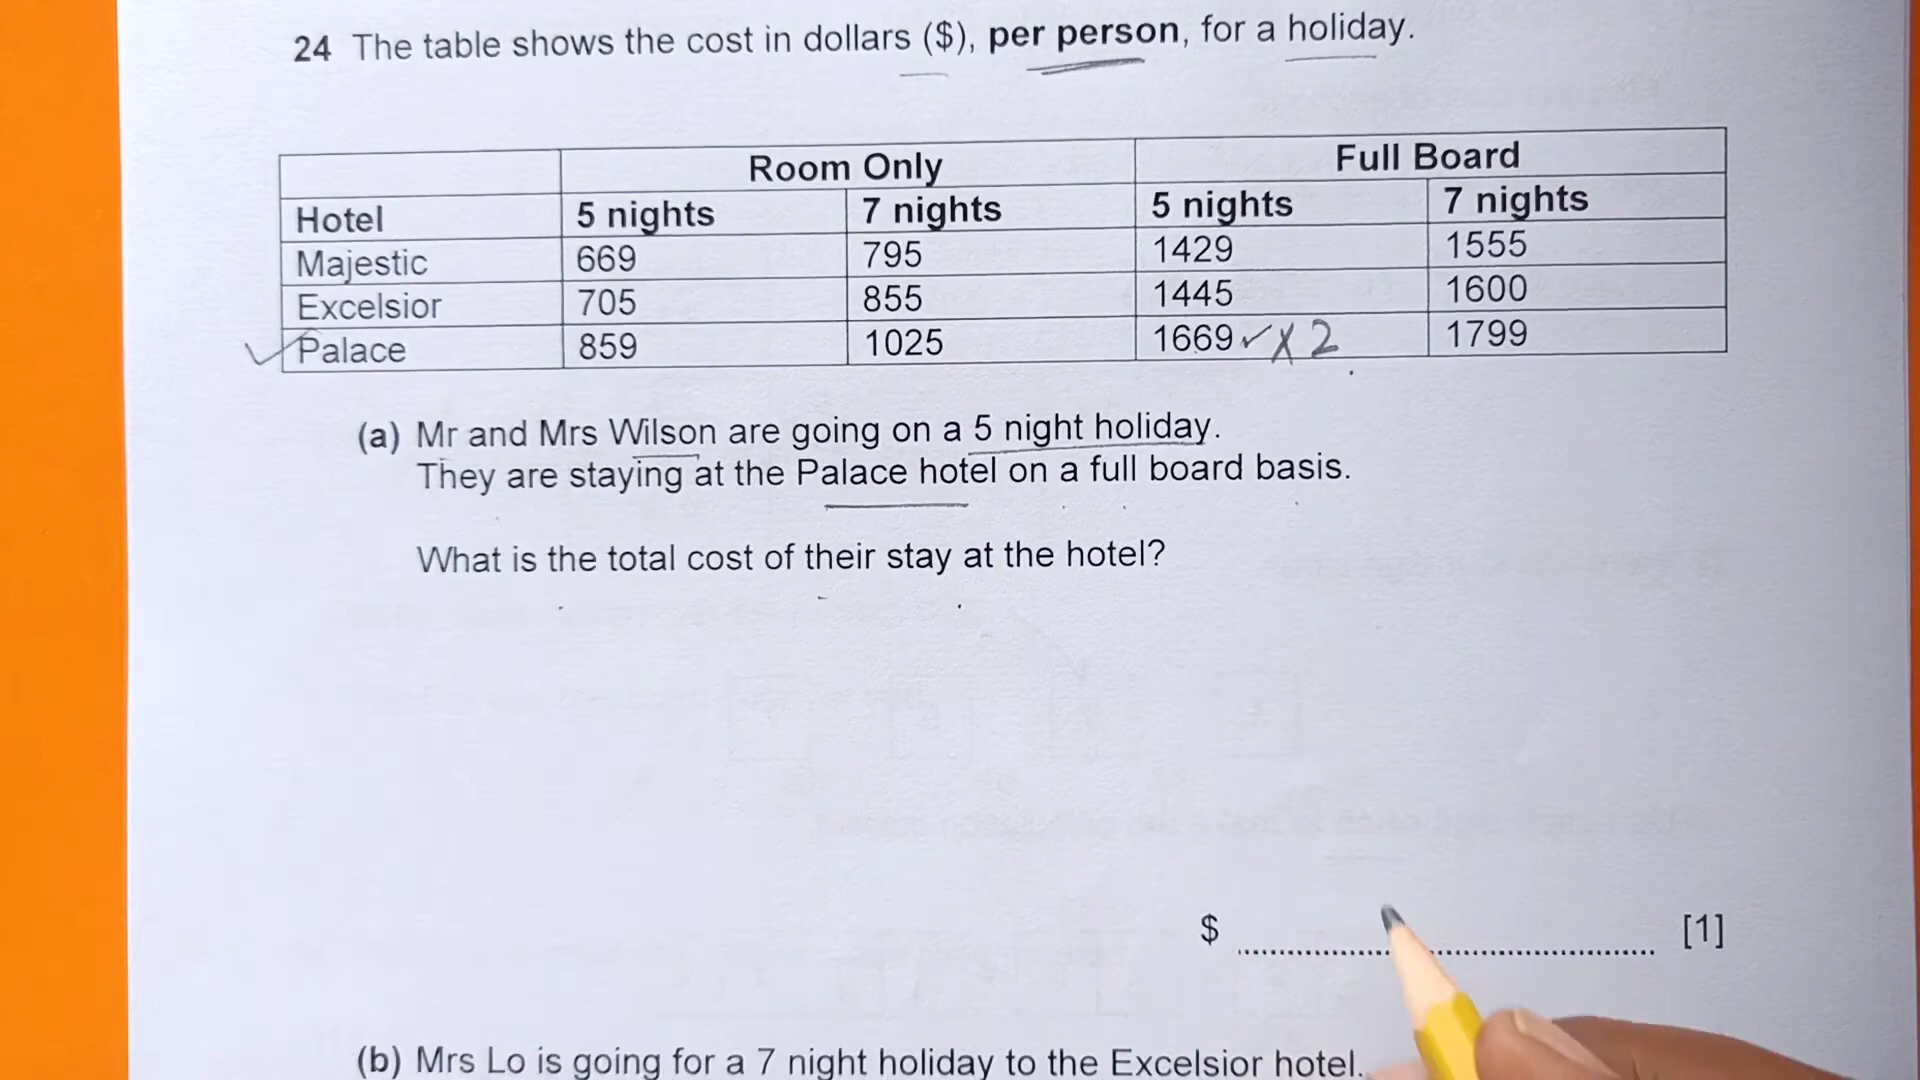 24 The table shows the cost in dollars ($), per person, for a holiday.
Room Only Full Board
Hotel 5 nights 7 nights 5 nights 7 nights
Majestic 669 795 1429 1555
Excelsior 705 855 1445 1600
✓ Palace 859 1025 1669 ✓ X 2 1799
(a) Mr and Mrs Wilson are going on a 5 night holiday.
They are staying at the Palace hotel on a full board basis.
What is the total cost of their stay at the hotel?
$ ........................................ [1]
(b) Mrs Lo is going for a 7 night holiday to the Excelsior hotel.